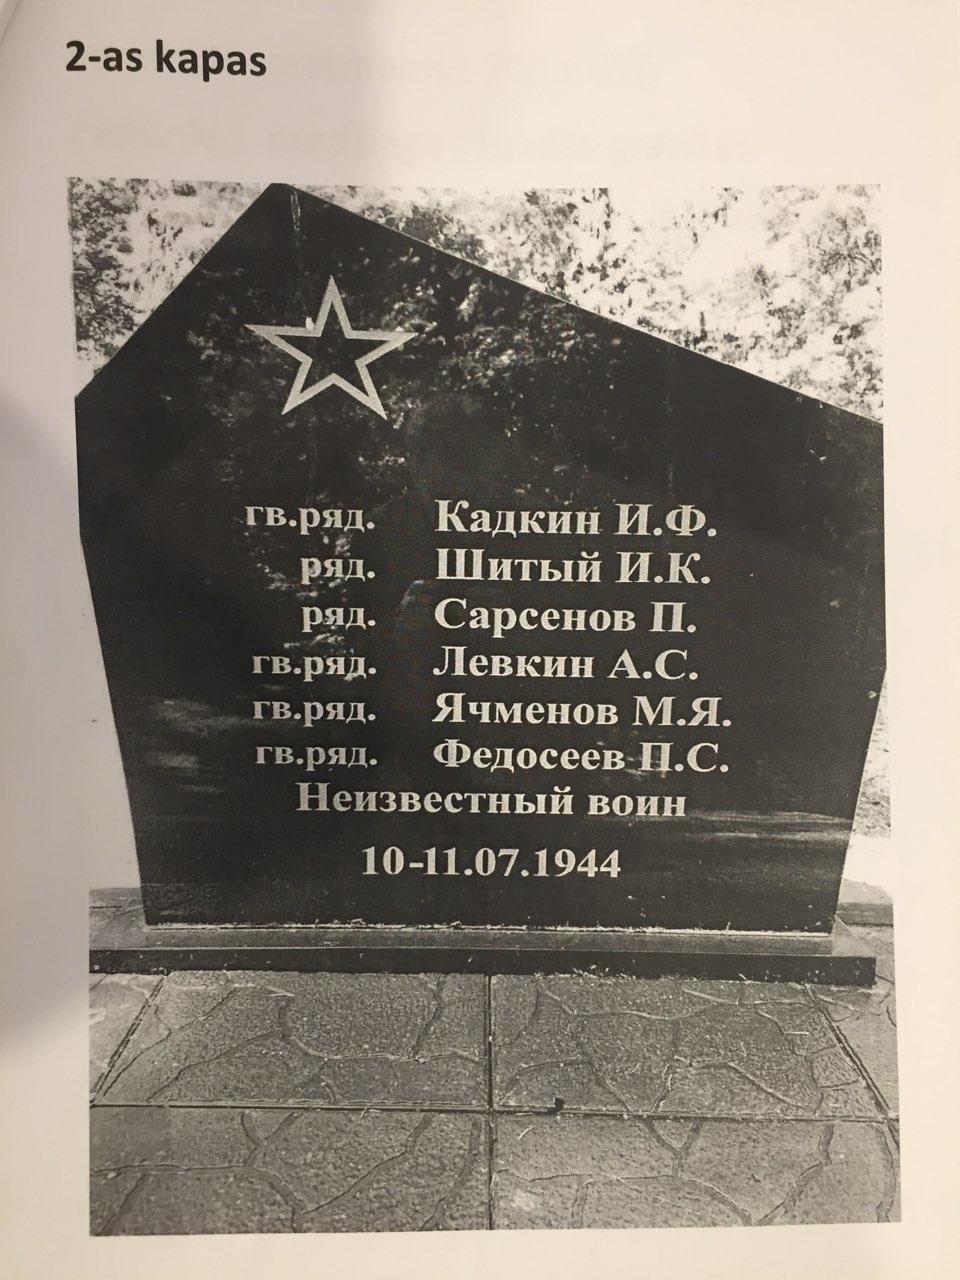 2-as kapas
гв.ряд. Кадкин И.Ф.
ряд. Шитый И.К.
ряд. Сарсенов П.
гв.ряд. Левкин А.С.
гв.ряд. Ячменов М.Я.
гв.ряд. Федосеев П.С.
Неизвестный воин
10-11.07.1944